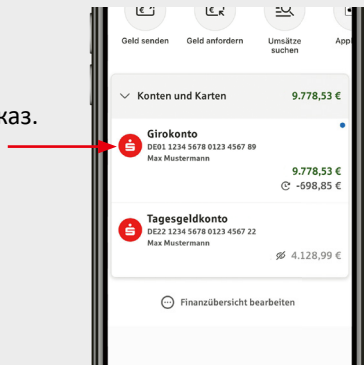 Geld senden Geld anfordern Umsätze suchen
Konten und Karten 9.778,53 €
каз.
Girokonto
DE01 1234 5678 0123 4567 89
Max Mustermann
9.778,53 €
-698,85 €
Tagesgeldkonto
DE22 1234 5678 0123 4567 22
Max Mustermann
4.128,99 €
Finanzübersicht bearbeiten